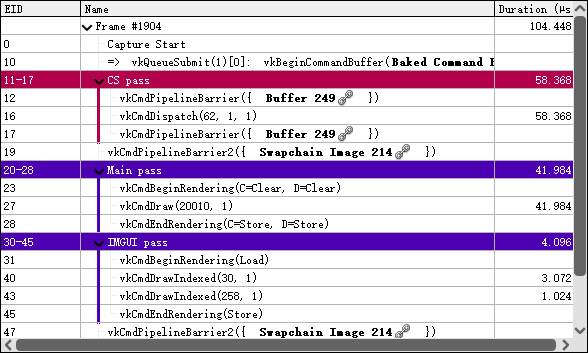 EID Name Duration (μs
Frame #1904 104.448
0 Capture Start
10 => vkQueueSubmit(1)[0]: vkBeginCommandBuffer(Baked Command
11-17 CS pass 58.368
12 vkCmdPipelineBarrier({ Buffer 249 })
16 vkCmdDispatch(62, 1, 1) 58.368
17 vkCmdPipelineBarrier({ Buffer 249 })
19 vkCmdPipelineBarrier2({ Swapchain Image 214 })
20-28 Main pass 41.984
23 vkCmdBeginRendering(C=Clear, D=Clear)
27 vkCmdDraw(20010, 1) 41.984
28 vkCmdEndRendering(C=Store, D=Store)
30-45 IMGUI pass 4.096
31 vkCmdBeginRendering(Load)
40 vkCmdDrawIndexed(30, 1) 3.072
43 vkCmdDrawIndexed(258, 1) 1.024
45 vkCmdEndRendering(Store)
47 vkCmdPipelineBarrier2({ Swapchain Image 214 })